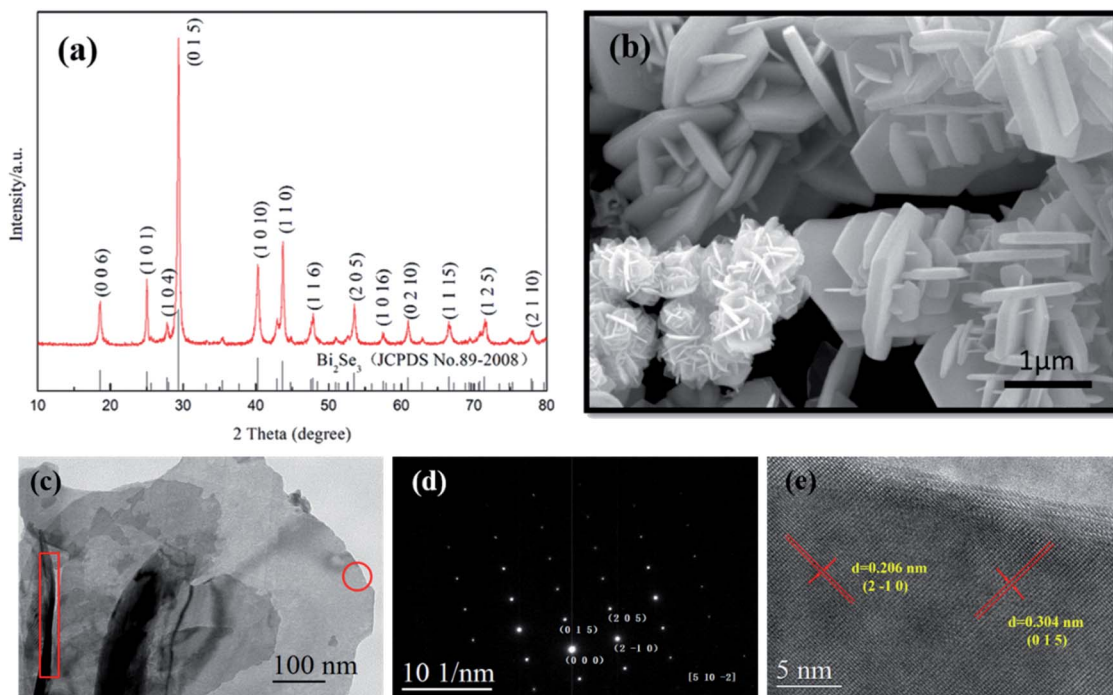 (a)
Intensity/a.u.
(0 0 6)
(1 0 1)
(1 0 4)
(0 1 5)
(1 0 10)
(1 1 0)
(1 1 6)
(2 0 5)
(1 0 16)
(0 2 10)
(1 1 15)
(1 2 5)
(2 1 10)
Bi₂Se₃（JCPDS No.89-2008）
10 20 30 40 50 60 70 80
2 Theta (degree)
(b)
1μm
(c)
100 nm
(d)
(0 1 5)
(2 0 5)
(2 -1 0)
(0 0 0)
10 1/nm
[5 10 -2]
(e)
d=0.206 nm
(2 -1 0)
d=0.304 nm
(0 1 5)
5 nm